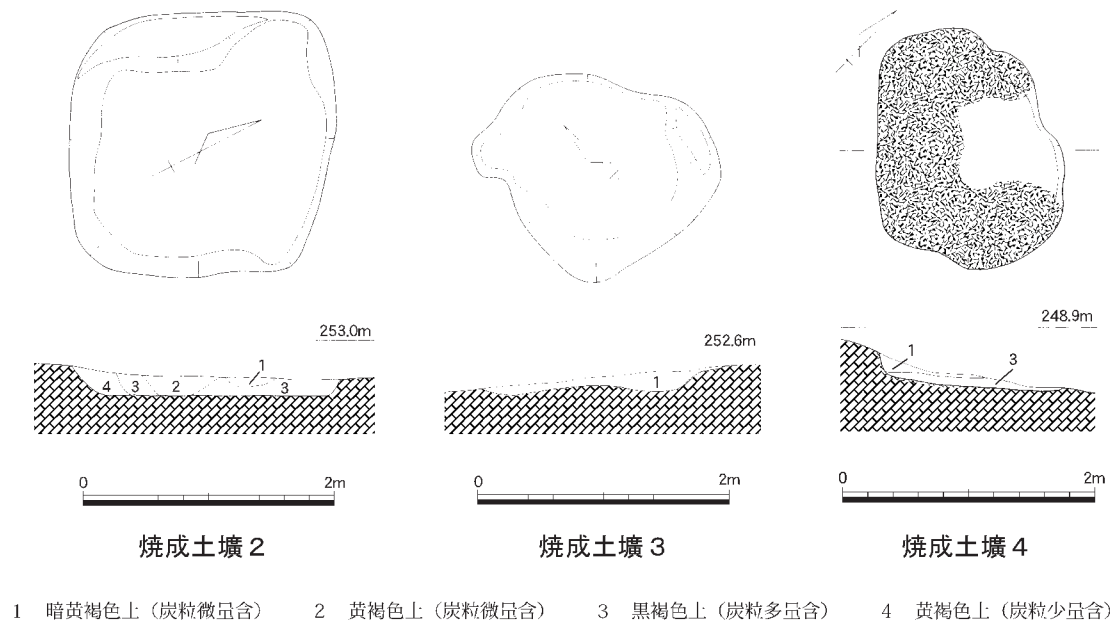 253.0m
252.6m
248.9m
1
4 3 2 3
1
1
3
0 2m
0 2m
0 2m
焼成土壙2
焼成土壙3
焼成土壙4
1 暗黄褐色土（炭粒微量含） 2 黄褐色土（炭粒微量含） 3 黒褐色土（炭粒多量含） 4 黄褐色土（炭粒少量含）